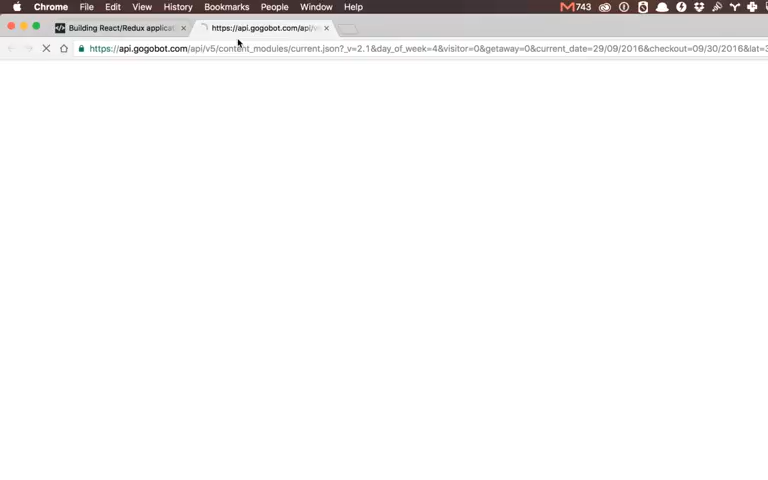 Chrome File Edit View History Bookmarks People Window Help 743
Building React/Redux applicat
https://api.gogobot.com/api/v
https://api.gogobot.com/api/v5/content_modules/current.json?_v=2.1&day_of_week=4&visitor=0&getaway=0&current_date=29/09/2016&checkout=09/30/2016&lat=3